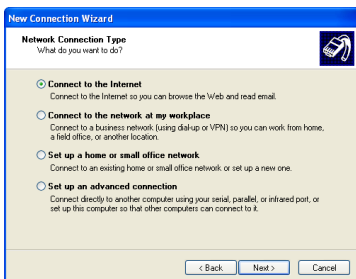 New Connection Wizard
Network Connection Type
What do you want to do?
Connect to the Internet
Connect to the Internet so you can browse the Web and read email.
Connect to the network at my workplace
Connect to a business network (using dial-up or VPN) so you can work from home,
a field office, or another location.
Set up a home or small office network
Connect to an existing home or small office network or set up a new one.
Set up an advanced connection
Connect directly to another computer using your serial, parallel, or infrared port, or
set up this computer so that other computers can connect to it.
< Back Next > Cancel